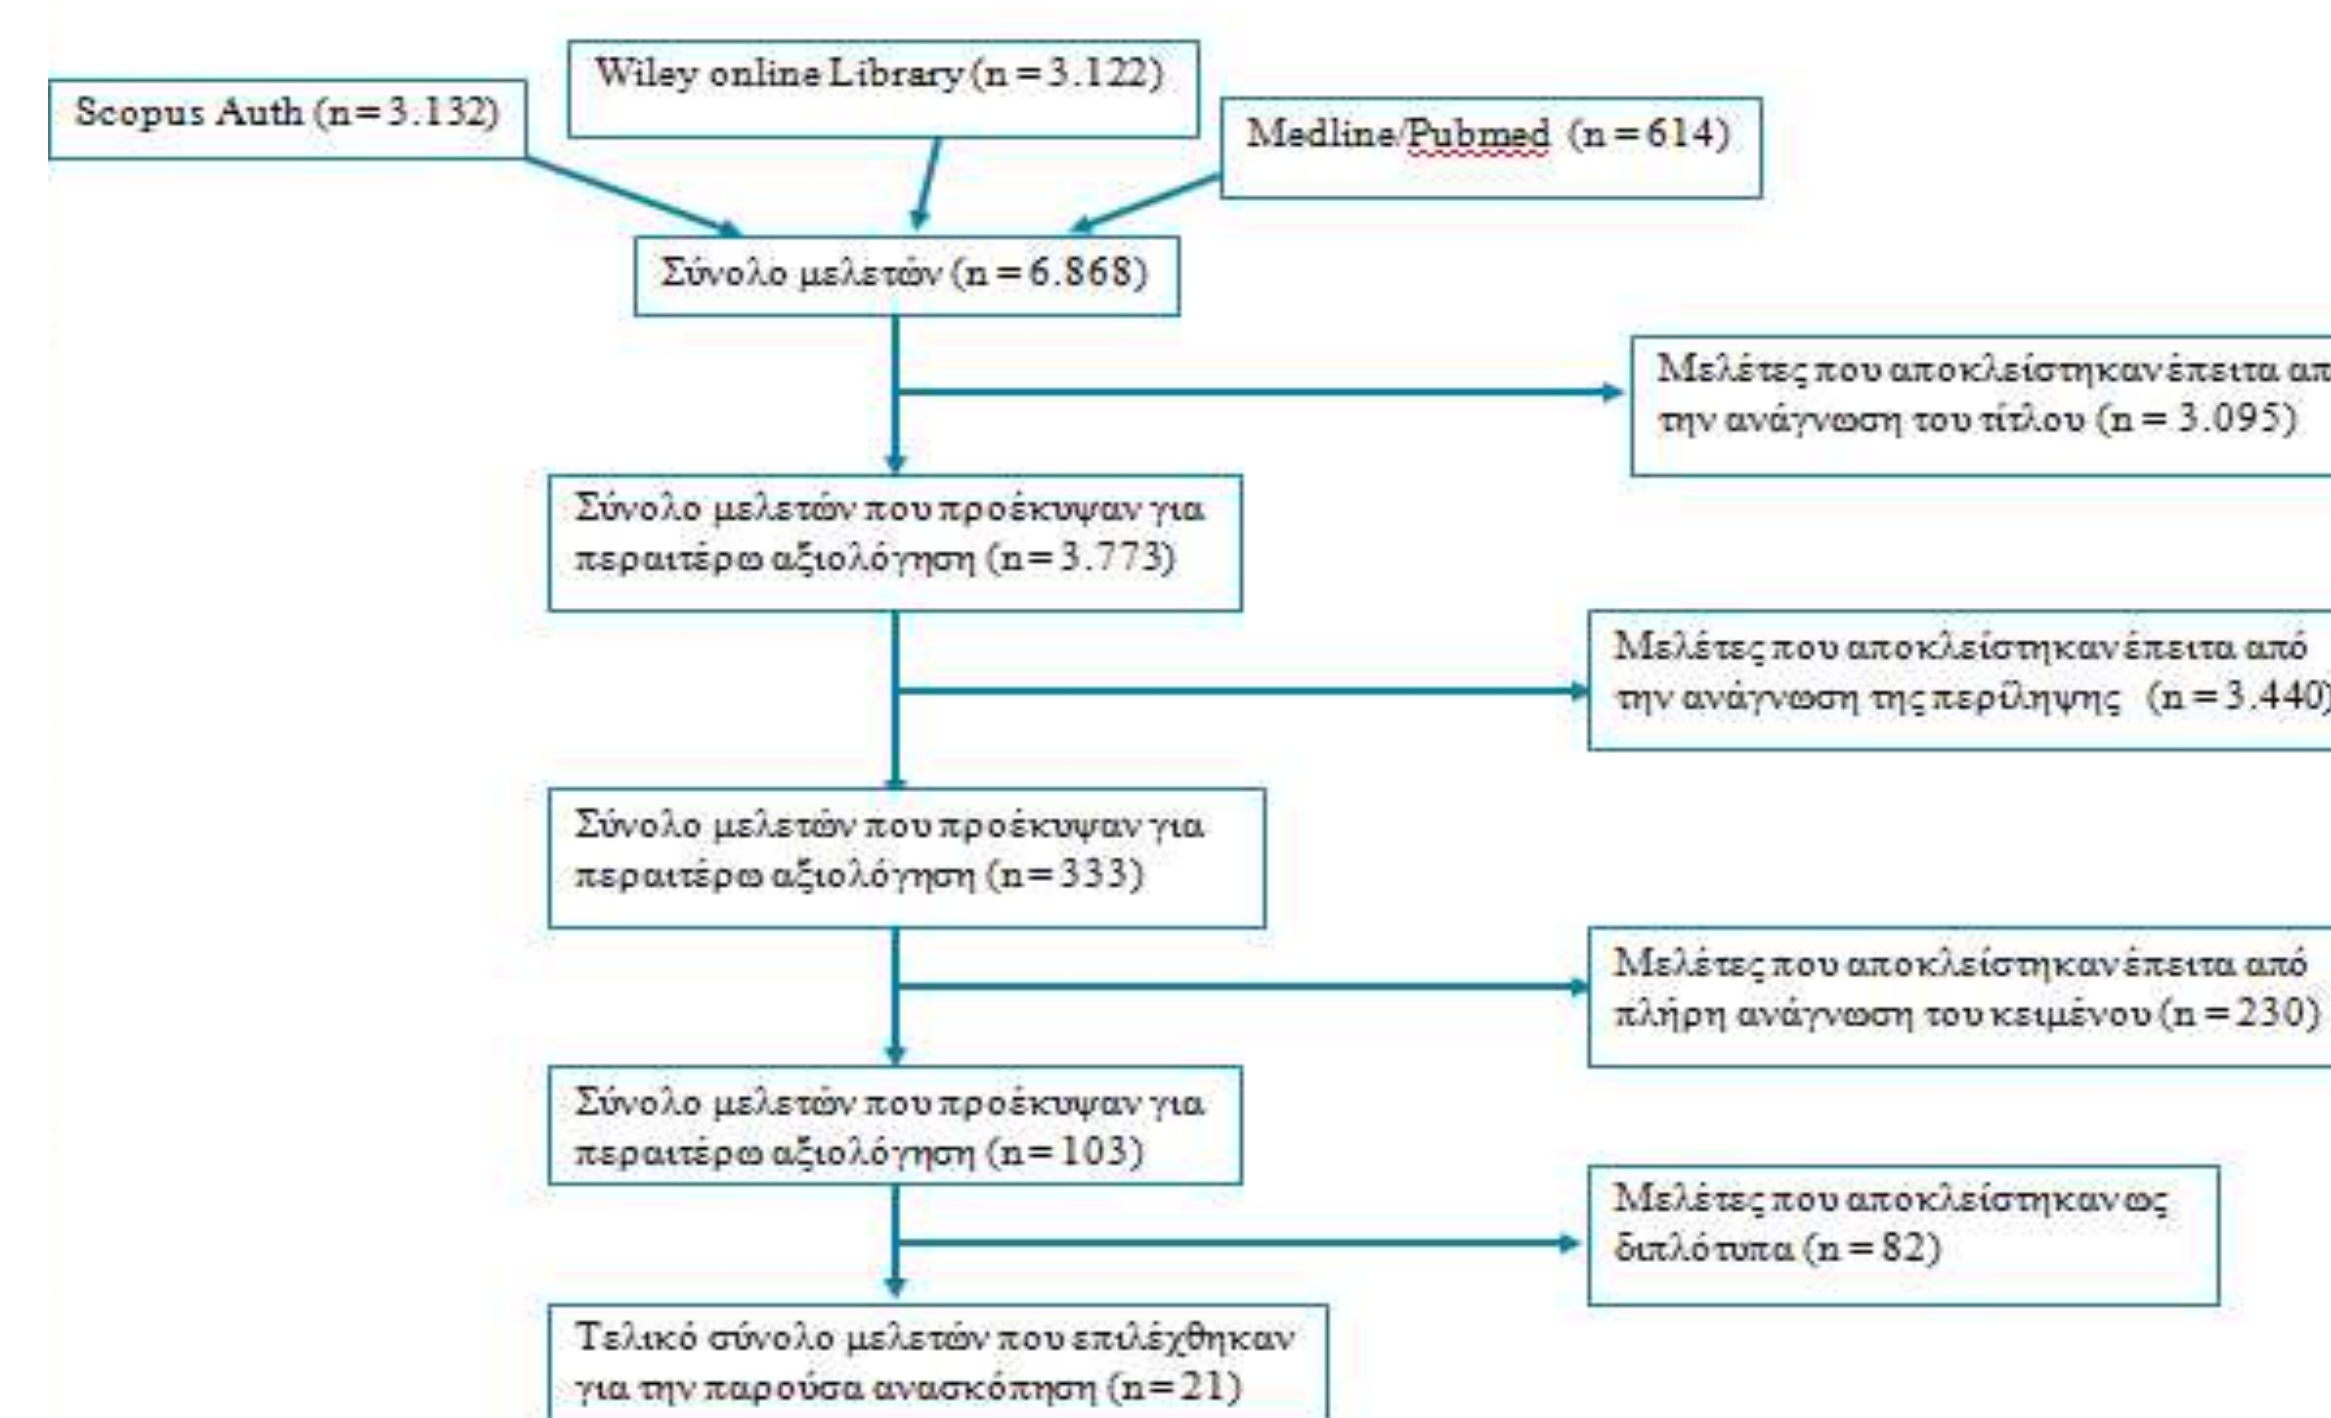 Wiley online Library (n = 3.122)
Scopus Auth (n=3.132)
Medline/Pubmed (n=614)
Σύνολο μελετών (n = 6.868)
Μελέτες που αποκλείστηκαν έπειτα απ
την ανάγνωση του τίτλου (n = 3.095)
Σύνολο μελετών που προέκυψαν για
περαιτέρω αξιολόγηση (n=3.773)
Μελέτες που αποκλείστηκαν έπειτα από
την ανάγνωση της περίληψης (n = 3.440)
Σύνολο μελετών που προέκυψαν για
περαιτέρω αξιολόγηση (n=333)
Μελέτες που αποκλείστηκαν έπειτα από
πλήρη ανάγνωση του κειμένου (n = 230)
Σύνολο μελετών που προέκυψαν για
περαιτέρω αξιολόγηση (n=103)
Μελέτες που αποκλείστηκαν ως
διπλότυπα (n = 82)
Τελικό σύνολο μελετών που επιλέχθηκαν
για την παρούσα ανασκόπηση (n=21)